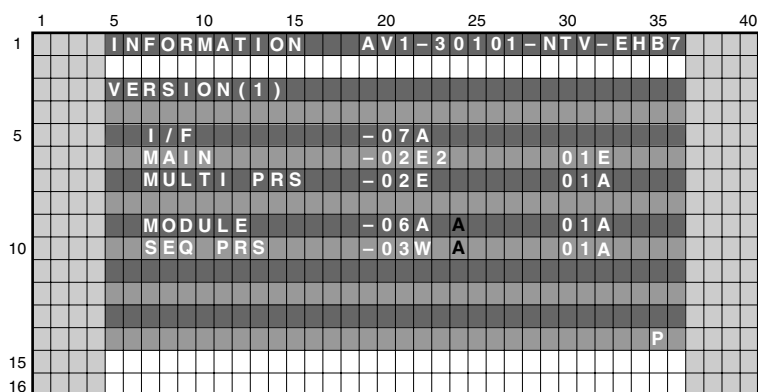 1 5 10 15 20 25 30 35 40
1 INFORMATION AV1-30101-NTV-EHB7
VERSION(1)
5 I/F -07A
MAIN -02E2 01E
MULTI PRS -02E 01A
MODULE -06A A 01A
10 SEQ PRS -03W A 01A
P
15
16